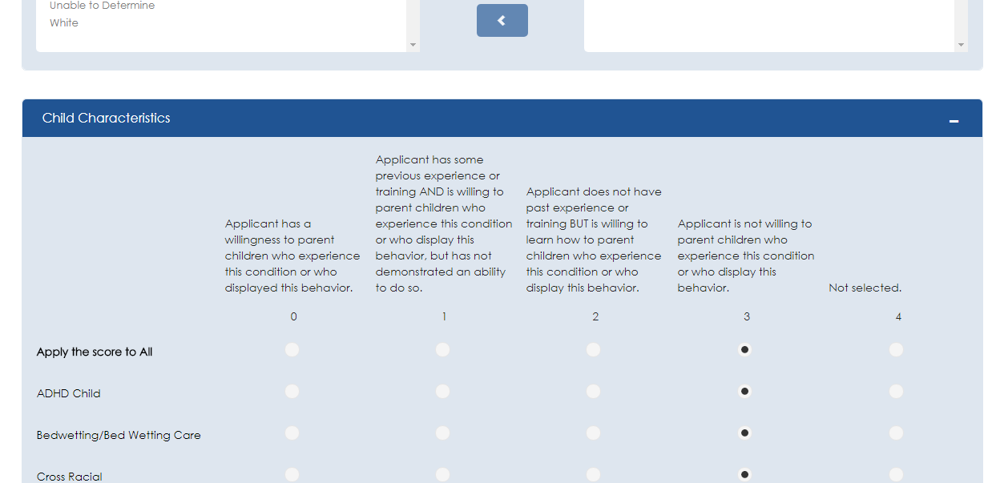 Unable to Determine
White
Child Characteristics
Applicant has a
willingness to parent
children who experience
this condition or who
displayed this behavior.
Applicant has some
previous experience or
training AND is willing to
parent children who
experience this condition
or who display this
behavior, but has not
demonstrated an ability
to do so.
Applicant does not have
past experience or
training BUT is willing to
learn how to parent
children who experience
this condition or who
display this behavior.
Applicant is not willing to
parent children who
experience this condition
or who display this
behavior.
Not selected.
0 1 2 3 4
Apply the score to All
ADHD Child
Bedwetting/Bed Wetting Care
Cross Racial